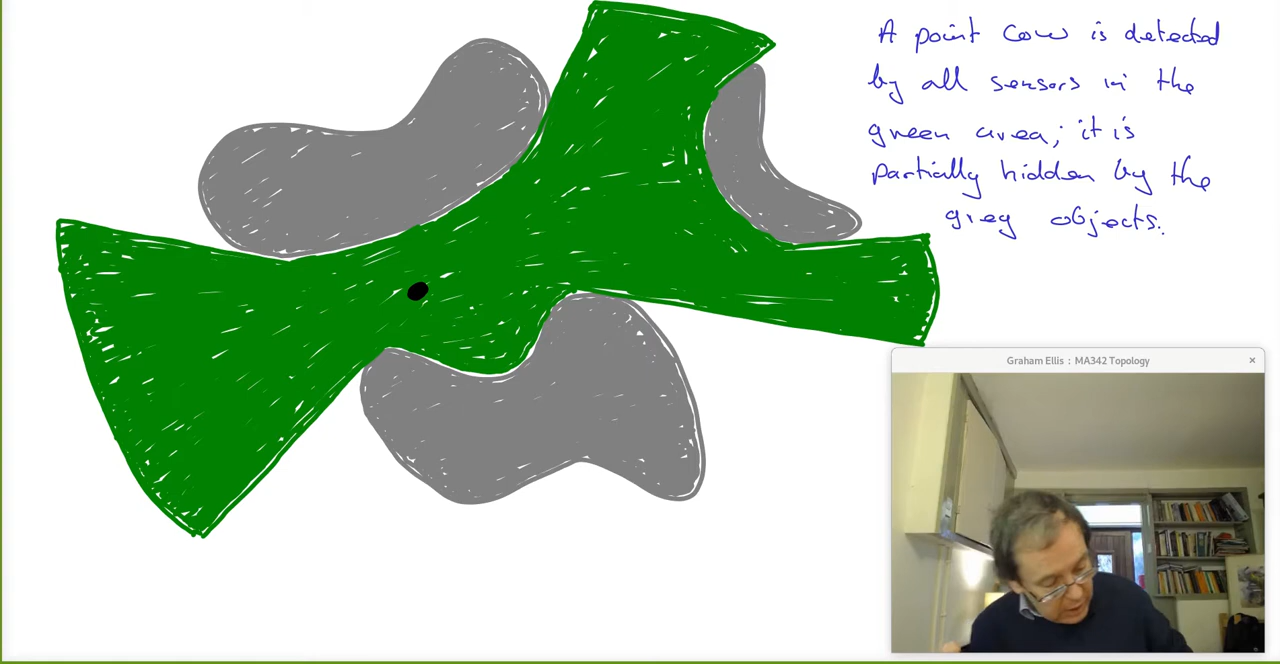 A point cow is detected
by all sensors in the
green area; it is
partially hidden by the
grey objects.
Graham Ellis : MA342 Topology
×